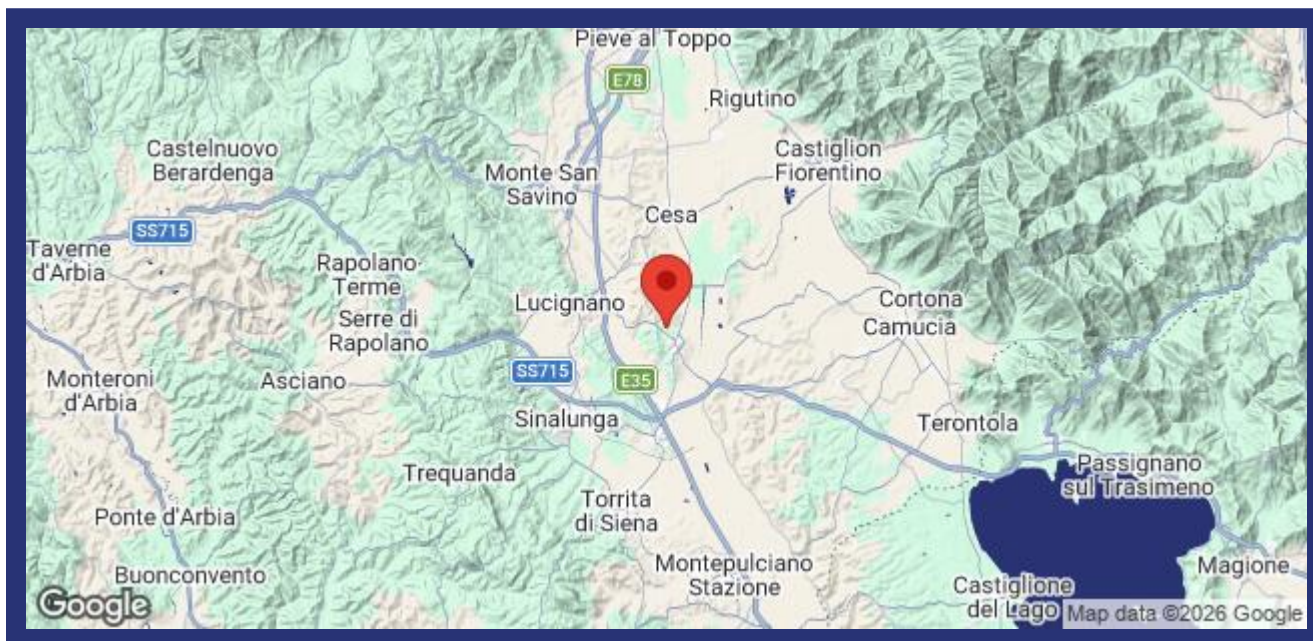 Pieve al Toppo
E78
Rigutino
Castelnuovo
Berardenga
Castiglion
Fiorentino
Monte San
Savino
Cesa
SS715
Taverne
d'Arbia
Rapolano
Terme
Lucignano
Cortona
Camucia
Serre di
Rapolano
Monteroni
d'Arbia
Asciano
SS715
E35
Sinalunga
Terontola
Trequanda
Passignano
sul Trasimeno
Torrita
di Siena
Ponte d'Arbia
Montepulciano
Stazione
Buonconvento
Magione
Castiglione
del Lago
Google
Map data ©2026 Google